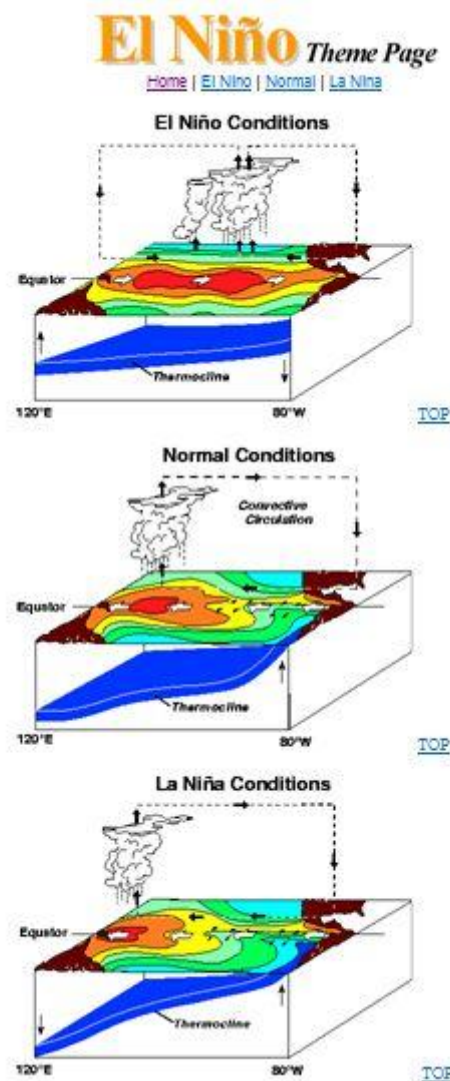 El Niño Theme Page
Home | El Nino | Normal | La Nina
El Niño Conditions
Equator
Thermocline
120°E 80°W
TOP
Normal Conditions
Convective
Circulation
Equator
Thermocline
120°E 80°W
TOP
La Niña Conditions
Equator
Thermocline
120°E 80°W
TOP